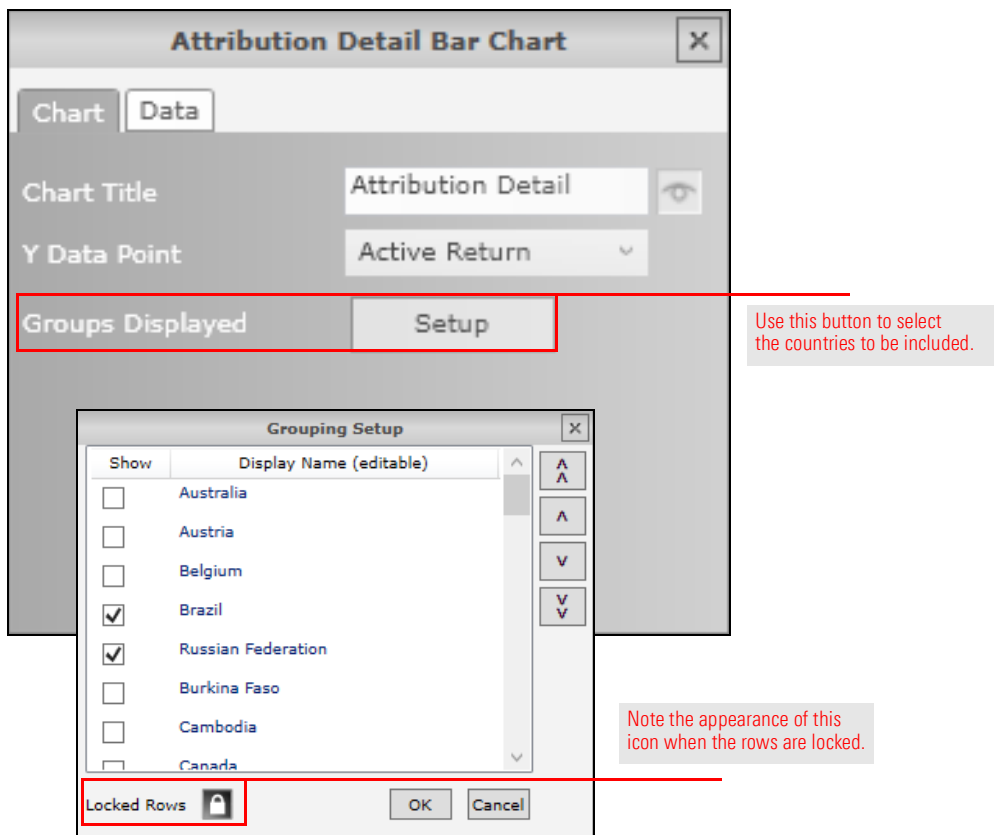 Attribution Detail Bar Chart
Chart Data
Chart Title Attribution Detail
Y Data Point Active Return
Groups Displayed Setup
Use this button to select
the countries to be included.
Grouping Setup
Show Display Name (editable)
Australia
Austria
Belgium
Brazil
Russian Federation
Burkina Faso
Cambodia
Canada
Note the appearance of this
icon when the rows are locked.
Locked Rows OK Cancel